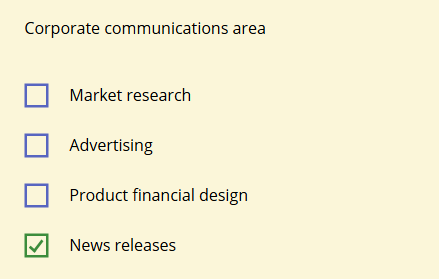 Corporate communications area
Market research
Advertising
Product financial design
News releases